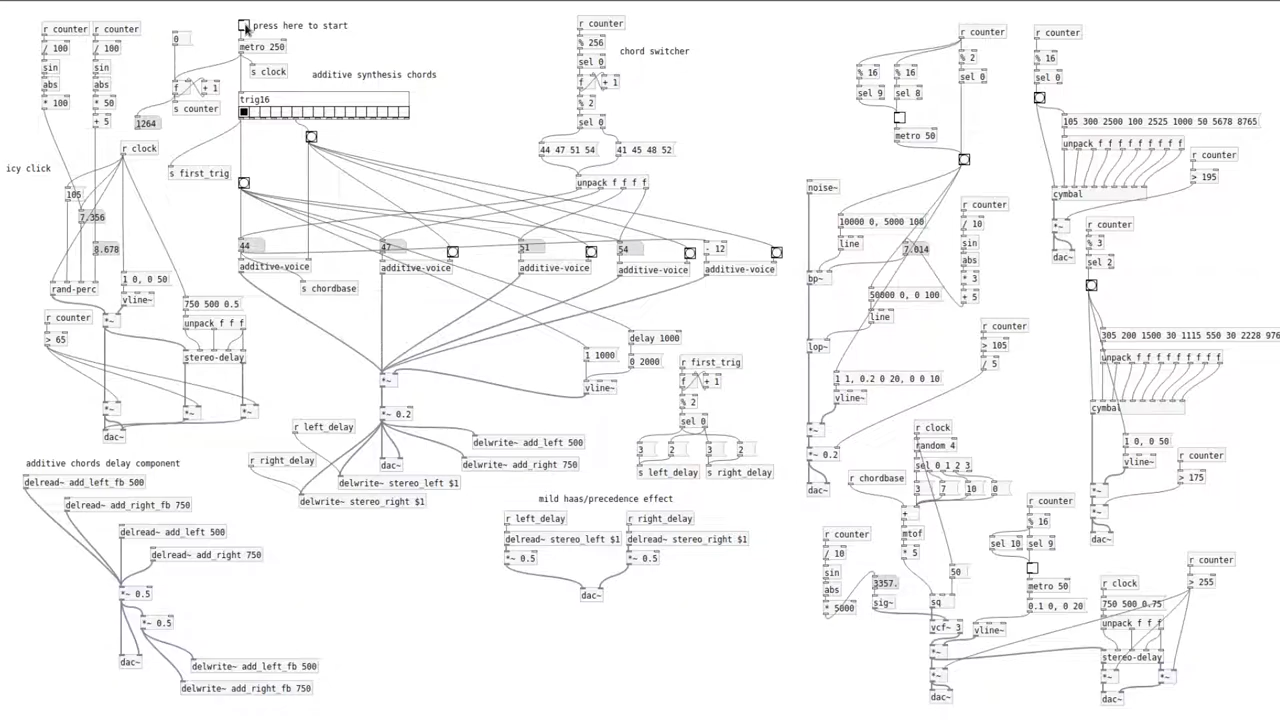 r counter
r counter
/ 100
/ 100
sin
sin
abs
abs
* 100
* 50
+ 5
0
f
+ 1
s counter
1264
press here to start
metro 250
s clock
additive synthesis chords
trig16
s first_trig
r counter
% 256
sel 0
f
+ 1
% 2
sel 0
chord switcher
44 47 51 54
41 45 48 52
unpack f f f f
icy click
r clock
105
7.356
8.678
1 0, 0 50
rand-perc
vline~
*~
r counter
> 65
750 500 0.5
unpack f f f
stereo-delay
*~
*~
*~
dac~
44
47
51
54
- 12
additive-voice
additive-voice
additive-voice
additive-voice
additive-voice
s chordbase
delay 1000
1 1000
0 2000
vline~
*~
*~ 0.2
r left_delay
r right_delay
dac~
delwrite~ add_left 500
delwrite~ add_right 750
delwrite~ stereo_left $1
delwrite~ stereo_right $1
r first_trig
f
+ 1
% 2
sel 0
3
2
3
2
s left_delay
s right_delay
additive chords delay component
delread~ add_left_fb 500
delread~ add_right_fb 750
delread~ add_left 500
delread~ add_right 750
*~ 0.5
*~ 0.5
dac~
delwrite~ add_left_fb 500
delwrite~ add_right_fb 750
mild haas/precedence effect
r left_delay
r right_delay
delread~ stereo_left $1
delread~ stereo_right $1
*~ 0.5
*~ 0.5
dac~
r counter
% 16
% 16
% 2
sel 9
sel 8
sel 0
metro 50
noise~
10000 0, 5000 100
line
7.014
bp~
50000 0, 0 100
line
lop~
1 1, 0.2 0 20, 0 0 10
vline~
*~
*~ 0.2
dac~
r counter
/ 10
sin
abs
* 3
+ 5
r counter
> 105
/ 5
r clock
random 4
sel 0 1 2 3
3
7
10
0
r chordbase
+
mtof
* 5
r counter
/ 10
sin
abs
* 5000
3357.
sig~
50
sq
vcf~ 3
*~
*~
dac~
r counter
% 16
sel 10
sel 9
metro 50
0.1 0, 0 20
vline~
r counter
% 16
sel 0
105 300 2500 100 2525 1000 50 5678 8765
unpack f f f f f f f f f
r counter
> 195
cymbal
*~
dac~
r counter
% 3
sel 2
305 200 1500 30 1115 550 30 2228 976
unpack f f f f f f f f f
cymbal
1 0, 0 50
vline~
r counter
> 175
*~
*~
dac~
r counter
> 255
r clock
750 500 0.75
unpack f f f
stereo-delay
*~
*~
dac~